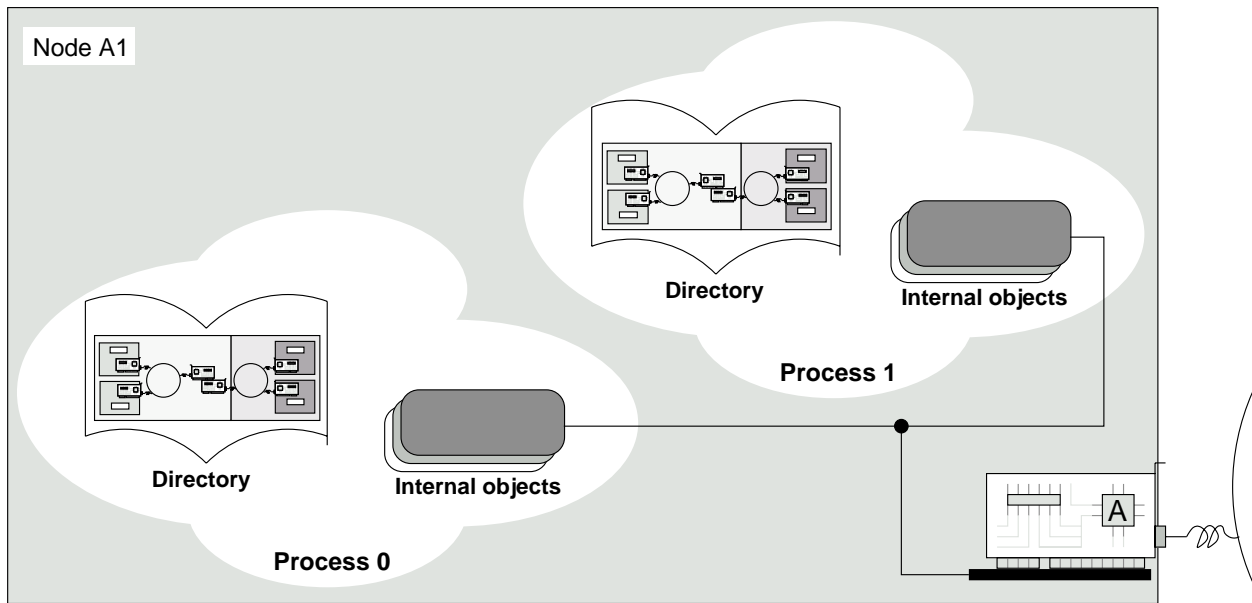 Node A1
Directory
Internal objects
Process 1
Directory
Internal objects
Process 0
A